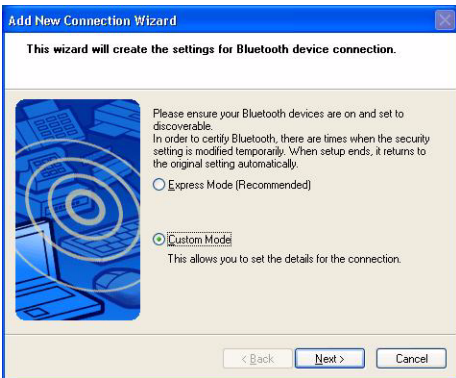 Add New Connection Wizard
This wizard will create the settings for Bluetooth device connection.
Please ensure your Bluetooth devices are on and set to
discoverable.
In order to certify Bluetooth, there are times when the security
setting is modified temporarily. When setup ends, it returns to
the original setting automatically.
Express Mode (Recommended)
Custom Mode
This allows you to set the details for the connection.
< Back Next > Cancel